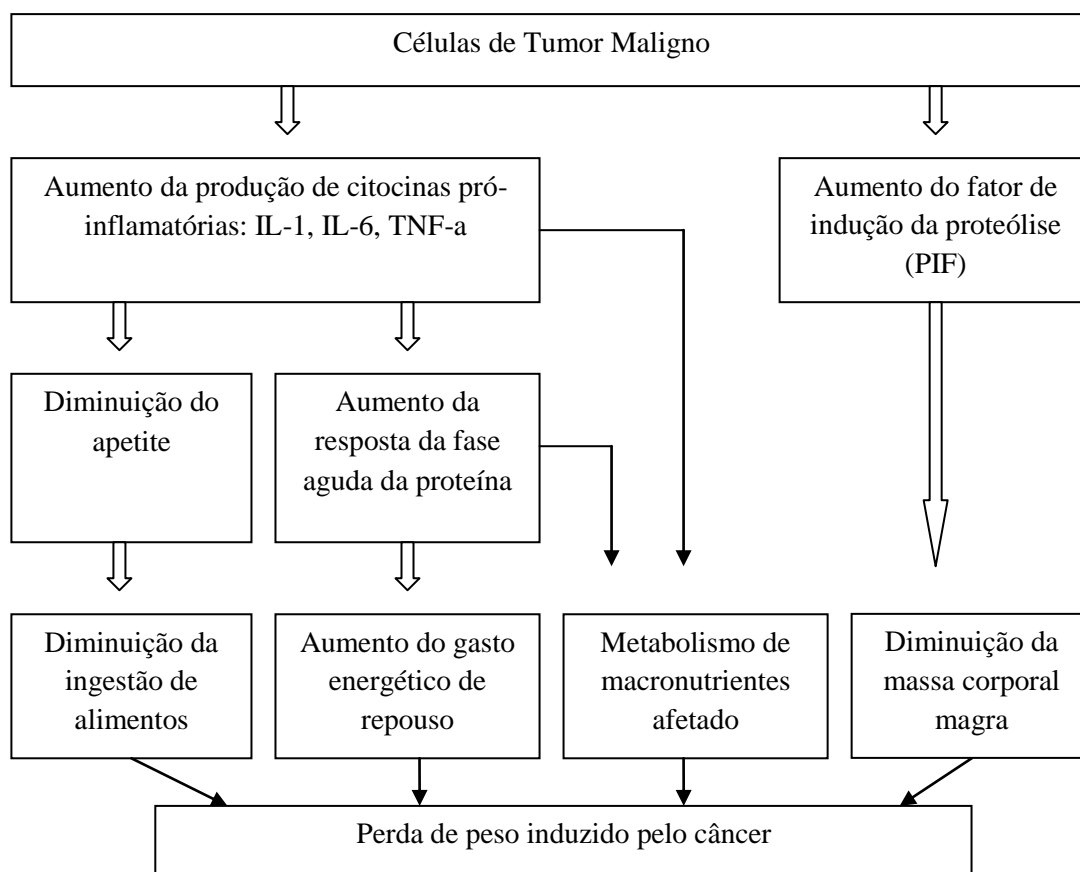 Células de Tumor Maligno
Aumento da produção de citocinas pró-
inflamatórias: IL-1, IL-6, TNF-a
Aumento do fator de
indução da proteólise
(PIF)
Diminuição do
apetite
Aumento da
resposta da fase
aguda da proteína
Diminuição da
ingestão de
alimentos
Aumento do gasto
energético de
repouso
Metabolismo de
macronutrientes
afetado
Diminuição da
massa corporal
magra
Perda de peso induzido pelo câncer